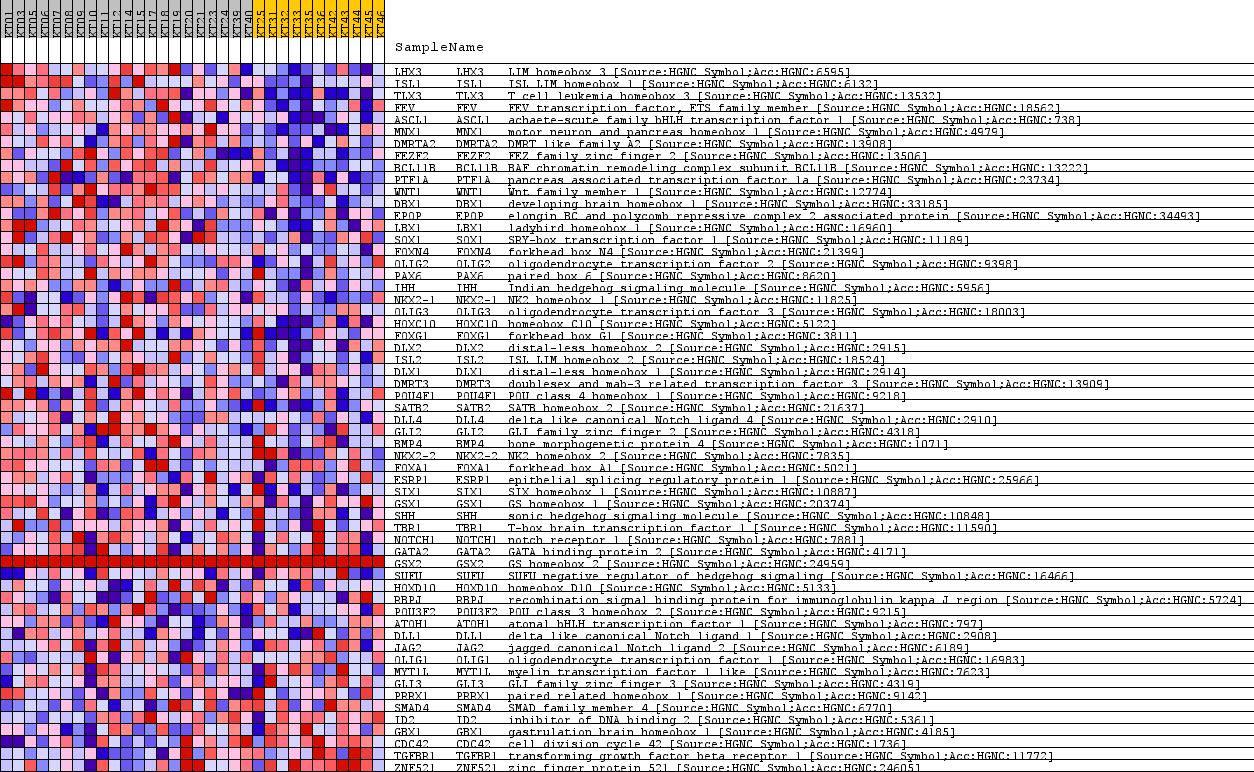 KT01 KT03 KT05 KT06 KT07 KT08 KT09 KT10 KT11 KT12 KT14 KT15 KT17 KT18 KT19 KT20 KT21 KT23 KT24 KT39 KT40 KT25 KT31 KT32 KT33 KT35 KT36 KT42 KT43 KT44 KT45 KT46
SampleName
LHX3 LHX3 LIM homeobox 3 [Source:HGNC Symbol;Acc:HGNC:6595]
ISL1 ISL1 ISL LIM homeobox 1 [Source:HGNC Symbol;Acc:HGNC:6132]
TLX3 TLX3 T cell leukemia homeobox 3 [Source:HGNC Symbol;Acc:HGNC:13532]
FEV FEV FEV transcription factor, ETS family member [Source:HGNC Symbol;Acc:HGNC:18562]
ASCL1 ASCL1 achaete-scute family bHLH transcription factor 1 [Source:HGNC Symbol;Acc:HGNC:738]
MNX1 MNX1 motor neuron and pancreas homeobox 1 [Source:HGNC Symbol;Acc:HGNC:4979]
DMRTA2 DMRTA2 DMRT like family A2 [Source:HGNC Symbol;Acc:HGNC:13908]
FEZF2 FEZF2 FEZ family zinc finger 2 [Source:HGNC Symbol;Acc:HGNC:13506]
BCL11B BCL11B BAF chromatin remodeling complex subunit BCL11B [Source:HGNC Symbol;Acc:HGNC:13222]
PTF1A PTF1A pancreas associated transcription factor 1a [Source:HGNC Symbol;Acc:HGNC:23734]
WNT1 WNT1 Wnt family member 1 [Source:HGNC Symbol;Acc:HGNC:12774]
DBX1 DBX1 developing brain homeobox 1 [Source:HGNC Symbol;Acc:HGNC:33185]
EPOP EPOP elongin BC and polycomb repressive complex 2 associated protein [Source:HGNC Symbol;Acc:HGNC:34493]
LBX1 LBX1 ladybird homeobox 1 [Source:HGNC Symbol;Acc:HGNC:16960]
SOX1 SOX1 SRY-box transcription factor 1 [Source:HGNC Symbol;Acc:HGNC:11189]
FOXN4 FOXN4 forkhead box N4 [Source:HGNC Symbol;Acc:HGNC:21399]
OLIG2 OLIG2 oligodendrocyte transcription factor 2 [Source:HGNC Symbol;Acc:HGNC:9398]
PAX6 PAX6 paired box 6 [Source:HGNC Symbol;Acc:HGNC:8620]
IHH IHH Indian hedgehog signaling molecule [Source:HGNC Symbol;Acc:HGNC:5956]
NKX2-1 NKX2-1 NK2 homeobox 1 [Source:HGNC Symbol;Acc:HGNC:11825]
OLIG3 OLIG3 oligodendrocyte transcription factor 3 [Source:HGNC Symbol;Acc:HGNC:18003]
HOXC10 HOXC10 homeobox C10 [Source:HGNC Symbol;Acc:HGNC:5122]
FOXG1 FOXG1 forkhead box G1 [Source:HGNC Symbol;Acc:HGNC:3811]
DLX2 DLX2 distal-less homeobox 2 [Source:HGNC Symbol;Acc:HGNC:2915]
ISL2 ISL2 ISL LIM homeobox 2 [Source:HGNC Symbol;Acc:HGNC:18524]
DLX1 DLX1 distal-less homeobox 1 [Source:HGNC Symbol;Acc:HGNC:2914]
DMRT3 DMRT3 doublesex and mab-3 related transcription factor 3 [Source:HGNC Symbol;Acc:HGNC:13909]
POU4F1 POU4F1 POU class 4 homeobox 1 [Source:HGNC Symbol;Acc:HGNC:9218]
SATB2 SATB2 SATB homeobox 2 [Source:HGNC Symbol;Acc:HGNC:21637]
DLL4 DLL4 delta like canonical Notch ligand 4 [Source:HGNC Symbol;Acc:HGNC:2910]
GLI2 GLI2 GLI family zinc finger 2 [Source:HGNC Symbol;Acc:HGNC:4318]
BMP4 BMP4 bone morphogenetic protein 4 [Source:HGNC Symbol;Acc:HGNC:1071]
NKX2-2 NKX2-2 NK2 homeobox 2 [Source:HGNC Symbol;Acc:HGNC:7835]
FOXA1 FOXA1 forkhead box A1 [Source:HGNC Symbol;Acc:HGNC:5021]
ESRP1 ESRP1 epithelial splicing regulatory protein 1 [Source:HGNC Symbol;Acc:HGNC:25966]
SIX1 SIX1 SIX homeobox 1 [Source:HGNC Symbol;Acc:HGNC:10887]
GSX1 GSX1 GS homeobox 1 [Source:HGNC Symbol;Acc:HGNC:20374]
SHH SHH sonic hedgehog signaling molecule [Source:HGNC Symbol;Acc:HGNC:10848]
TBR1 TBR1 T-box brain transcription factor 1 [Source:HGNC Symbol;Acc:HGNC:11590]
NOTCH1 NOTCH1 notch receptor 1 [Source:HGNC Symbol;Acc:HGNC:7881]
GATA2 GATA2 GATA binding protein 2 [Source:HGNC Symbol;Acc:HGNC:4171]
GSX2 GSX2 GS homeobox 2 [Source:HGNC Symbol;Acc:HGNC:24959]
SUFU SUFU SUFU negative regulator of hedgehog signaling [Source:HGNC Symbol;Acc:HGNC:16466]
HOXD10 HOXD10 homeobox D10 [Source:HGNC Symbol;Acc:HGNC:5133]
RBPJ RBPJ recombination signal binding protein for immunoglobulin kappa J region [Source:HGNC Symbol;Acc:HGNC:5724]
POU3F2 POU3F2 POU class 3 homeobox 2 [Source:HGNC Symbol;Acc:HGNC:9215]
ATOH1 ATOH1 atonal bHLH transcription factor 1 [Source:HGNC Symbol;Acc:HGNC:797]
DLL1 DLL1 delta like canonical Notch ligand 1 [Source:HGNC Symbol;Acc:HGNC:2908]
JAG2 JAG2 jagged canonical Notch ligand 2 [Source:HGNC Symbol;Acc:HGNC:6189]
OLIG1 OLIG1 oligodendrocyte transcription factor 1 [Source:HGNC Symbol;Acc:HGNC:16983]
MYT1L MYT1L myelin transcription factor 1 like [Source:HGNC Symbol;Acc:HGNC:7623]
GLI3 GLI3 GLI family zinc finger 3 [Source:HGNC Symbol;Acc:HGNC:4319]
PRRX1 PRRX1 paired related homeobox 1 [Source:HGNC Symbol;Acc:HGNC:9142]
SMAD4 SMAD4 SMAD family member 4 [Source:HGNC Symbol;Acc:HGNC:6770]
ID2 ID2 inhibitor of DNA binding 2 [Source:HGNC Symbol;Acc:HGNC:5361]
GBX1 GBX1 gastrulation brain homeobox 1 [Source:HGNC Symbol;Acc:HGNC:4185]
CDC42 CDC42 cell division cycle 42 [Source:HGNC Symbol;Acc:HGNC:1736]
TGFBR1 TGFBR1 transforming growth factor beta receptor 1 [Source:HGNC Symbol;Acc:HGNC:11772]
ZNF521 ZNF521 zinc finger protein 521 [Source:HGNC Symbol;Acc:HGNC:24605]